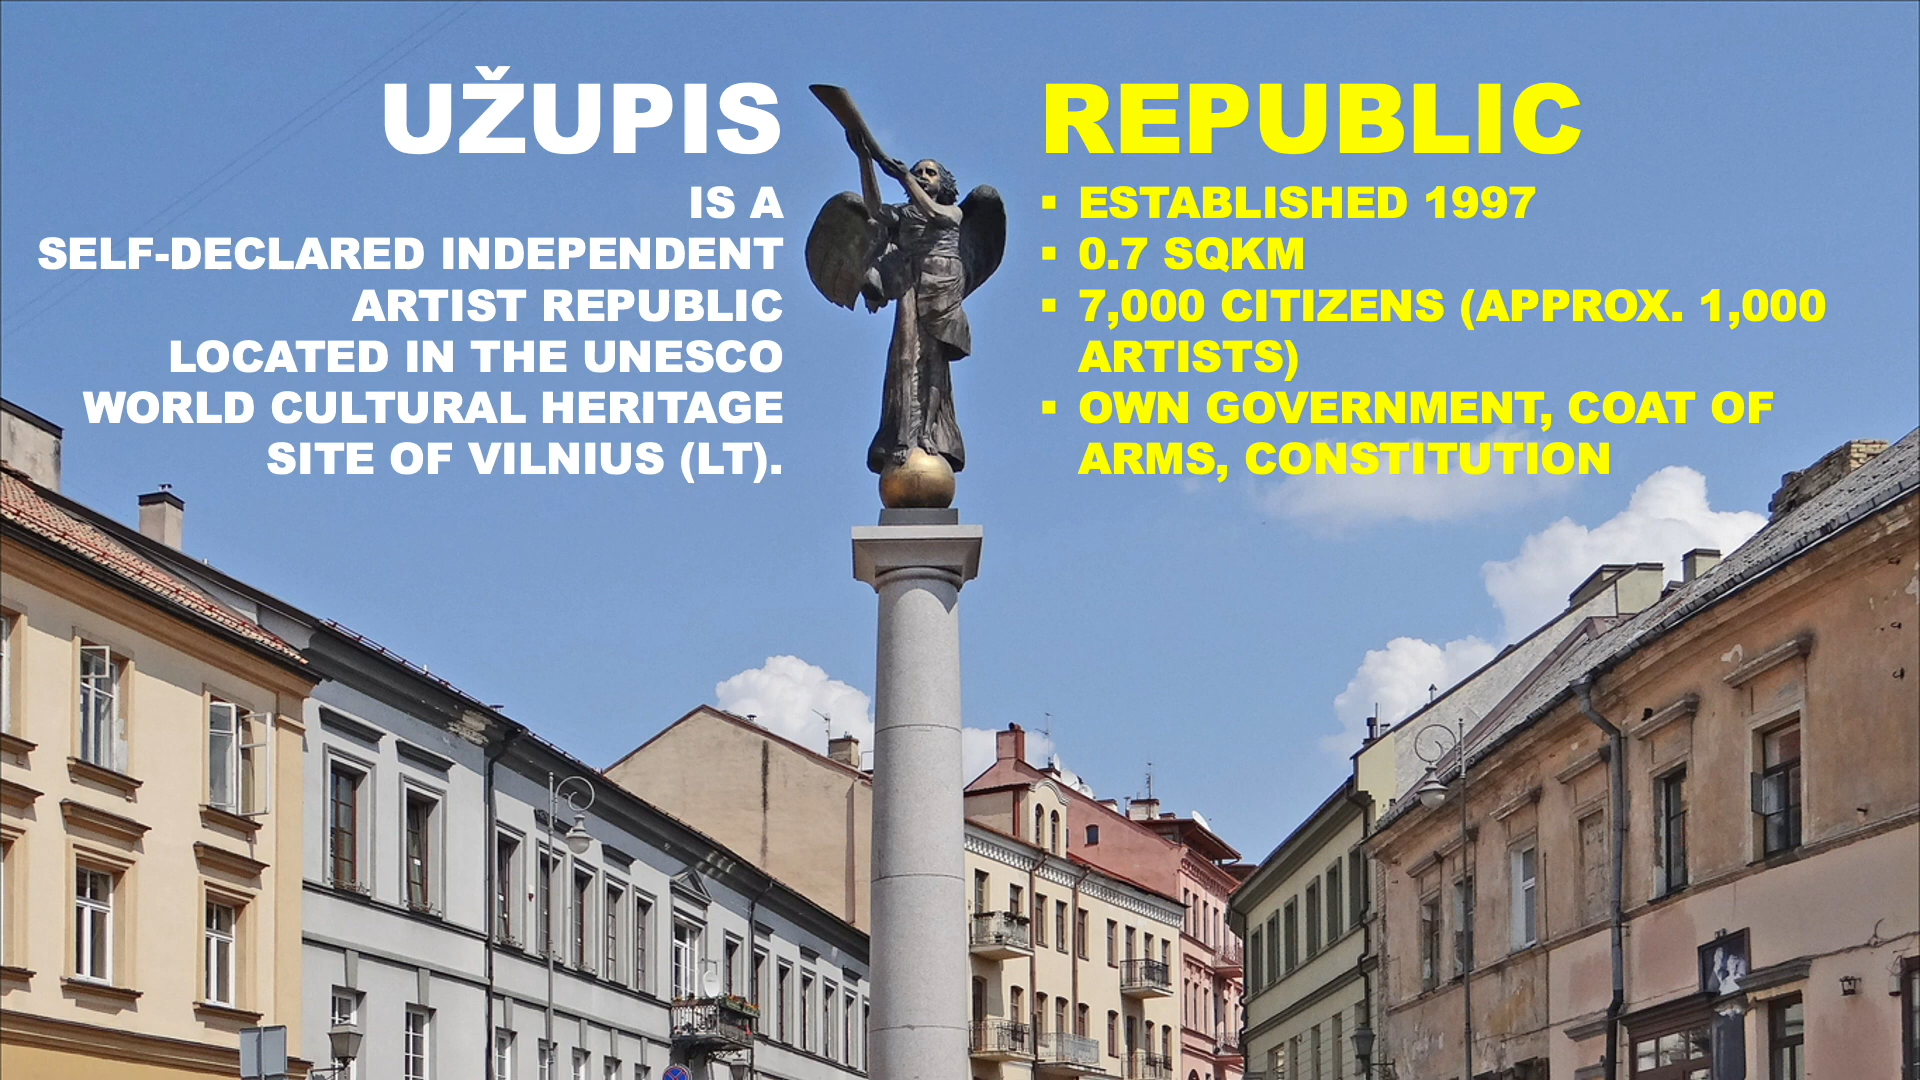 UŽUPIS
IS A
SELF-DECLARED INDEPENDENT
ARTIST REPUBLIC
LOCATED IN THE UNESCO
WORLD CULTURAL HERITAGE
SITE OF VILNIUS (LT).
REPUBLIC
▪ ESTABLISHED 1997
▪ 0.7 SQKM
▪ 7,000 CITIZENS (APPROX. 1,000
ARTISTS)
▪ OWN GOVERNMENT, COAT OF
ARMS, CONSTITUTION